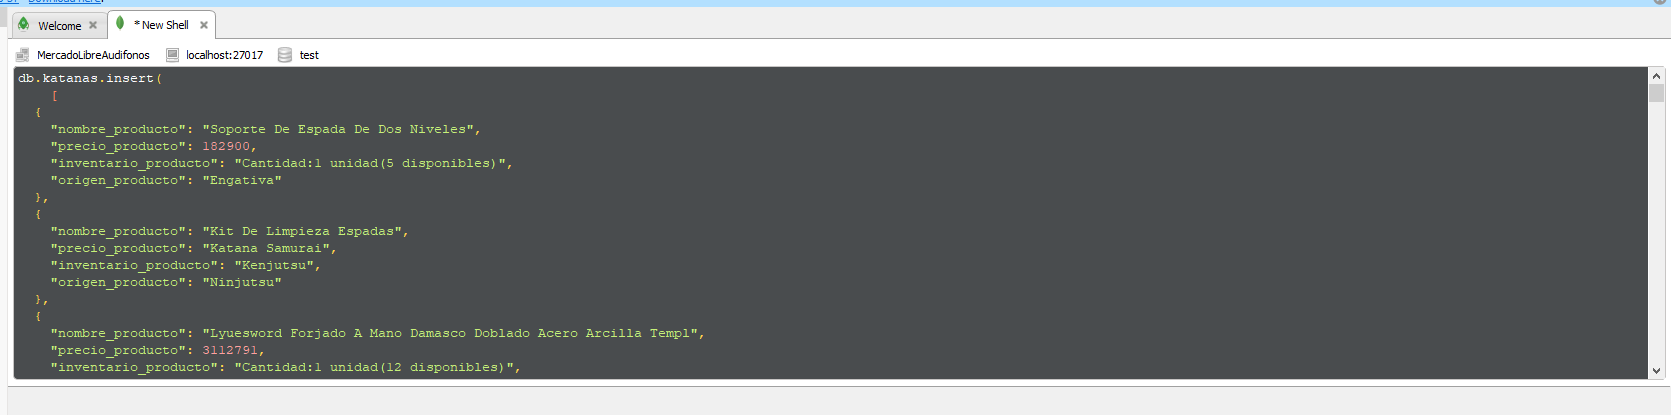 Download here.
Welcome
* New Shell
MercadoLibreAudifonos localhost:27017 test
db.katanas.insert(
[
{
"nombre_producto": "Soporte De Espada De Dos Niveles",
"precio_producto": 182900,
"inventario_producto": "Cantidad:1 unidad(5 disponibles)",
"origen_producto": "Engativa"
},
{
"nombre_producto": "Kit De Limpieza Espadas",
"precio_producto": "Katana Samurai",
"inventario_producto": "Kenjutsu",
"origen_producto": "Ninjutsu"
},
{
"nombre_producto": "Lyuesword Forjado A Mano Damasco Doblado Acero Arcilla Templ",
"precio_producto": 3112791,
"inventario_producto": "Cantidad:1 unidad(12 disponibles)",